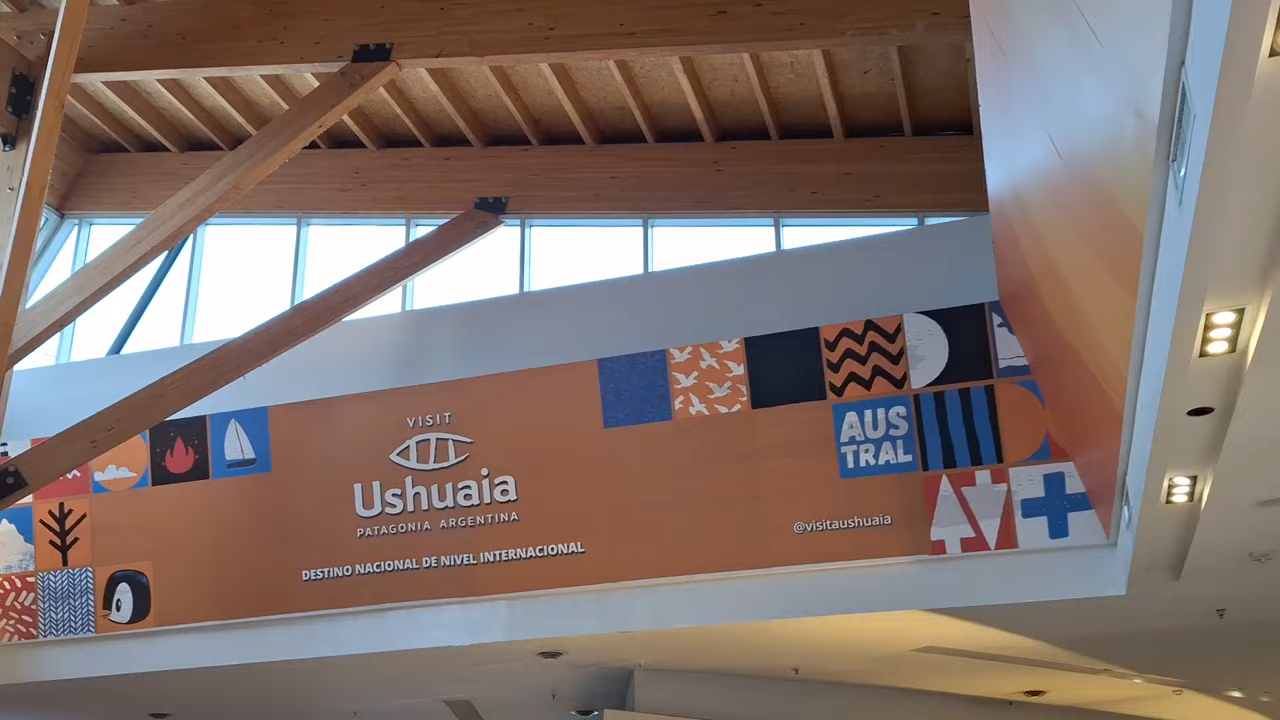 VISIT
Ushuaia
PATAGONIA ARGENTINA
DESTINO NACIONAL DE NIVEL INTERNACIONAL
@visitaushuaia
AUS
TRAL